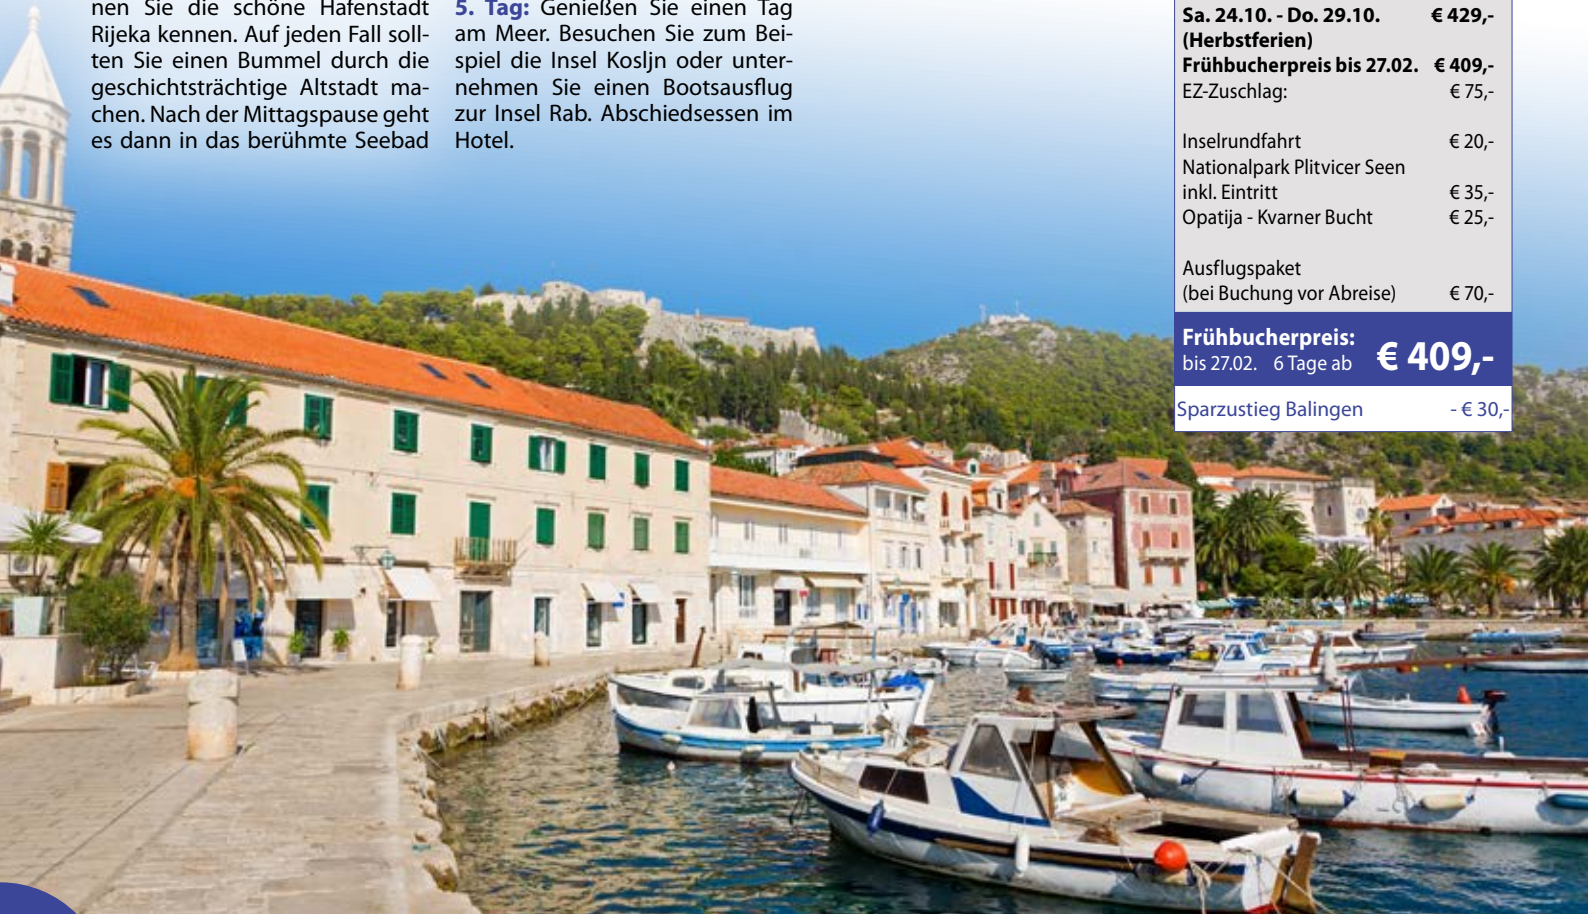 nen Sie die schöne Hafenstadt
Rijeka kennen. Auf jeden Fall soll-
ten Sie einen Bummel durch die
geschichtsträchtige Altstadt ma-
chen. Nach der Mittagspause geht
es dann in das berühmte Seebad
5. Tag: Genießen Sie einen Tag
am Meer. Besuchen Sie zum Bei-
spiel die Insel Kosljn oder unter-
nehmen Sie einen Bootsausflug
zur Insel Rab. Abschiedsessen im
Hotel.
Sa. 24.10. - Do. 29.10. € 429,-
(Herbstferien)
Frühbucherpreis bis 27.02. € 409,-
EZ-Zuschlag: € 75,-
Inselrundfahrt € 20,-
Nationalpark Plitvicer Seen
inkl. Eintritt € 35,-
Opatija - Kvarner Bucht € 25,-
Ausflugspaket
(bei Buchung vor Abreise) € 70,-
Frühbucherpreis:
bis 27.02. 6 Tage ab € 409,-
Sparzustieg Balingen - € 30,-